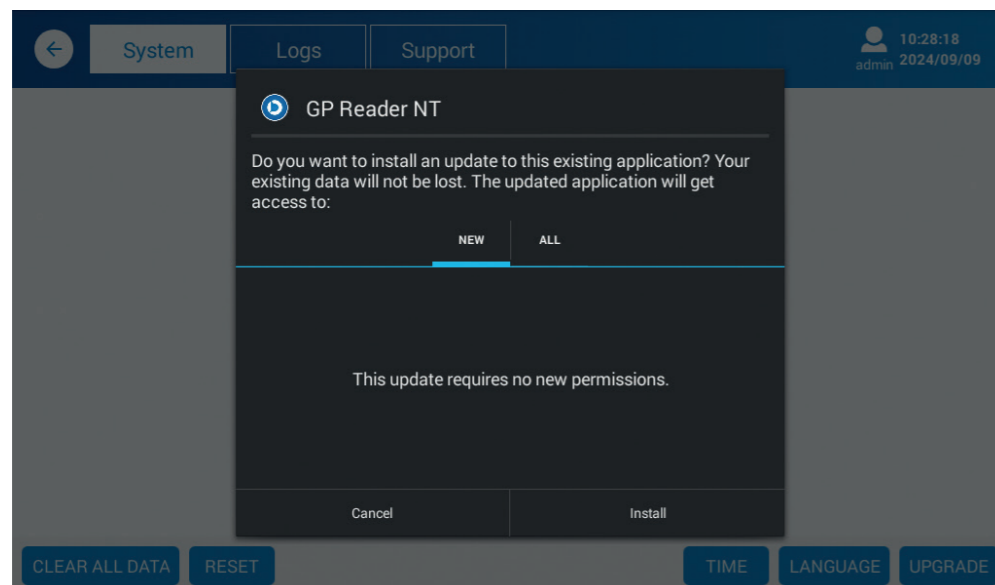 System
Logs
Support
10:28:18
admin 2024/09/09
GP Reader NT
Do you want to install an update to this existing application? Your
existing data will not be lost. The updated application will get
access to:
NEW
ALL
This update requires no new permissions.
Cancel
Install
CLEAR ALL DATA
RESET
TIME
LANGUAGE
UPGRADE